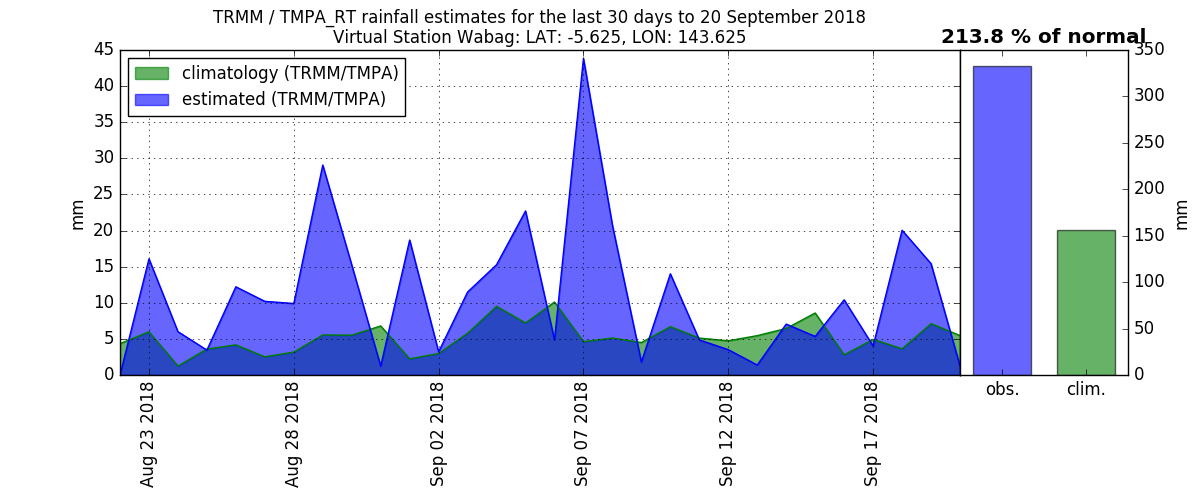 TRMM / TMPA_RT rainfall estimates for the last 30 days to 20 September 2018
Virtual Station Wabag: LAT: -5.625, LON: 143.625
213.8 % of normal
climatology (TRMM/TMPA)
estimated (TRMM/TMPA)
45
40
35
30
25
20
15
10
5
0
mm
Aug 23 2018
Aug 28 2018
Sep 02 2018
Sep 07 2018
Sep 12 2018
Sep 17 2018
obs.
clim.
350
300
250
200
150
100
50
0
mm